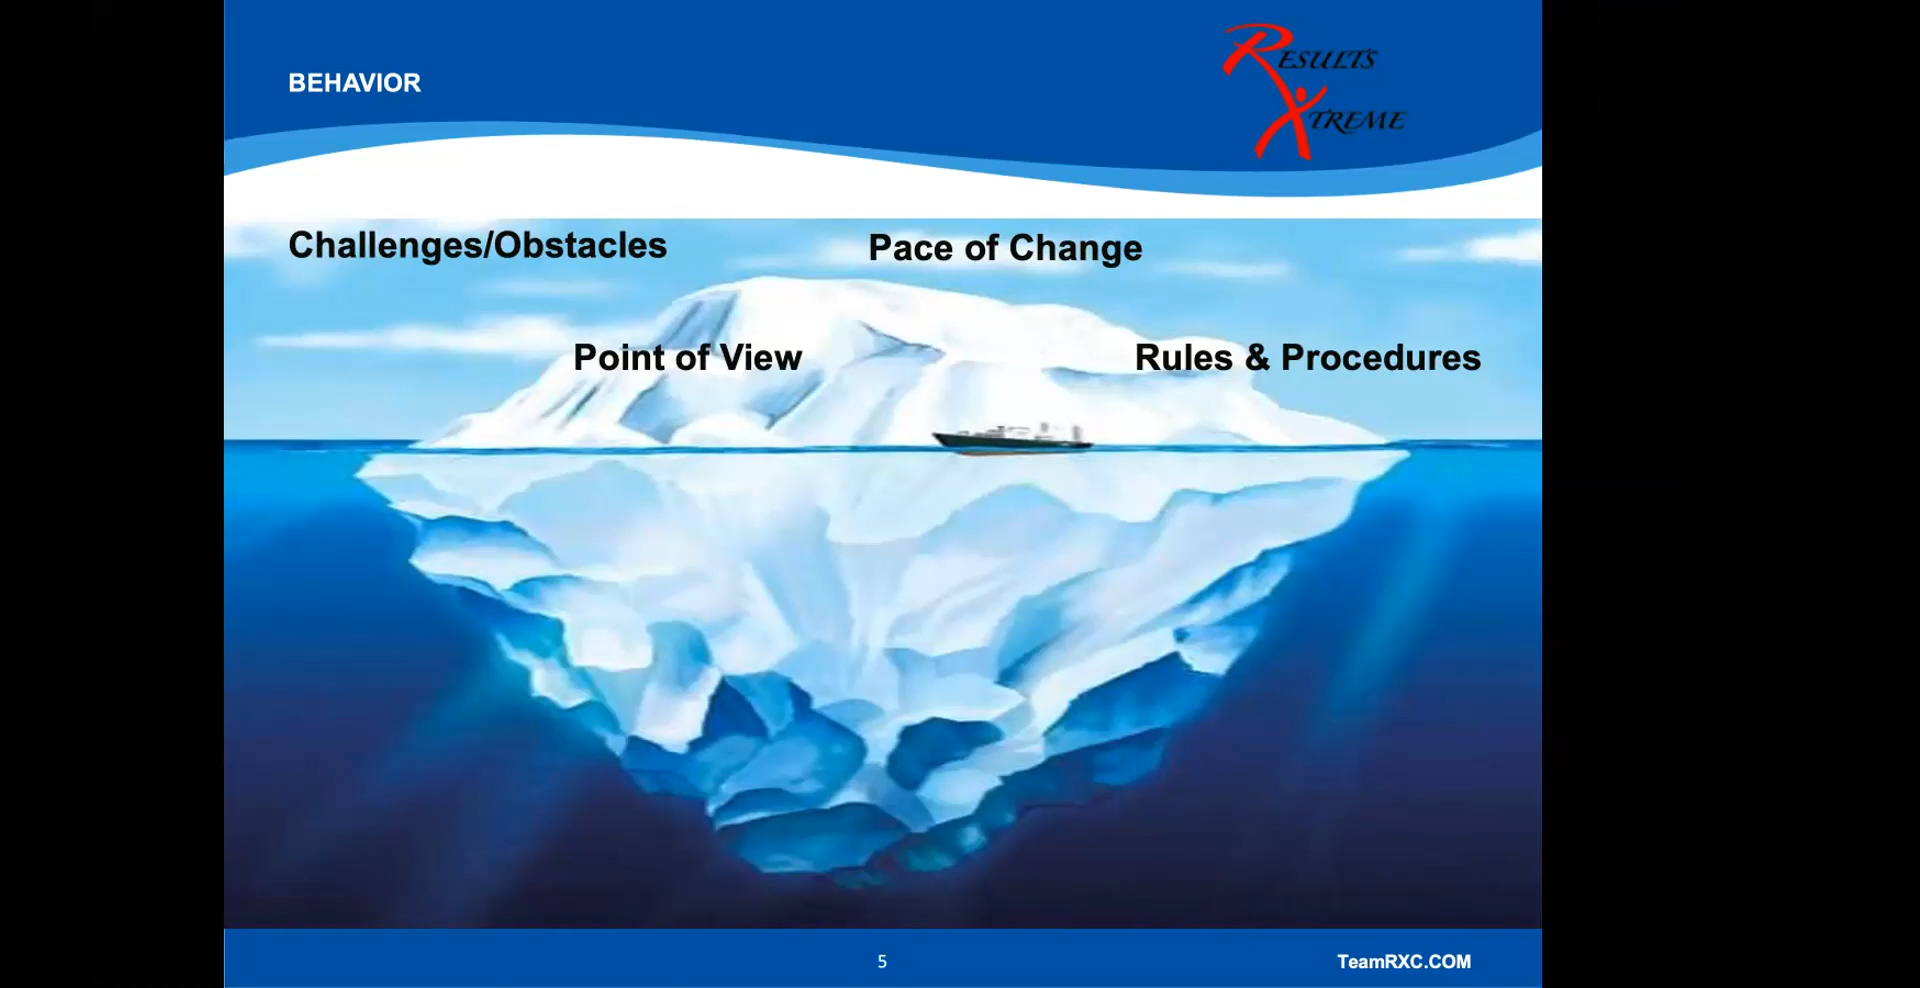 BEHAVIOR
RESULTS
XTREME
Challenges/Obstacles
Pace of Change
Point of View
Rules & Procedures
5
TeamRXC.COM